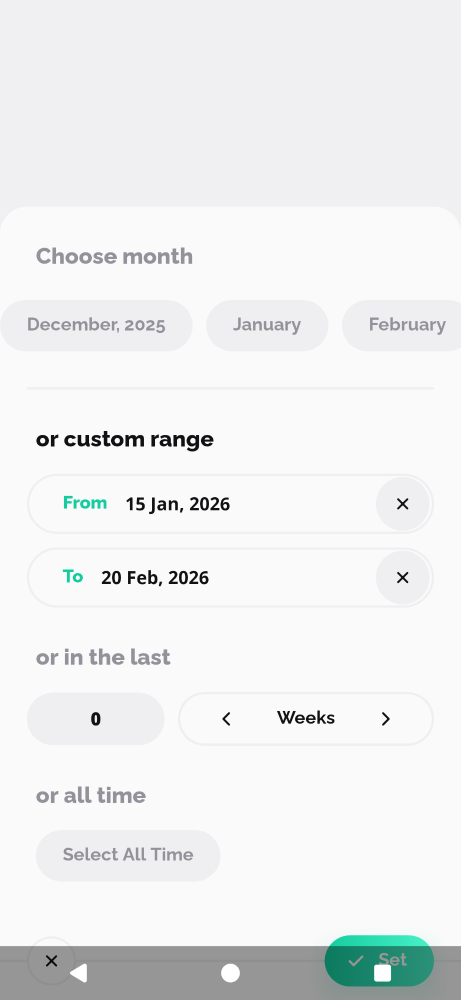 Choose month
December, 2025 January February
or custom range
From 15 Jan, 2026
To 20 Feb, 2026
or in the last
0 Weeks
or all time
Select All Time
Set